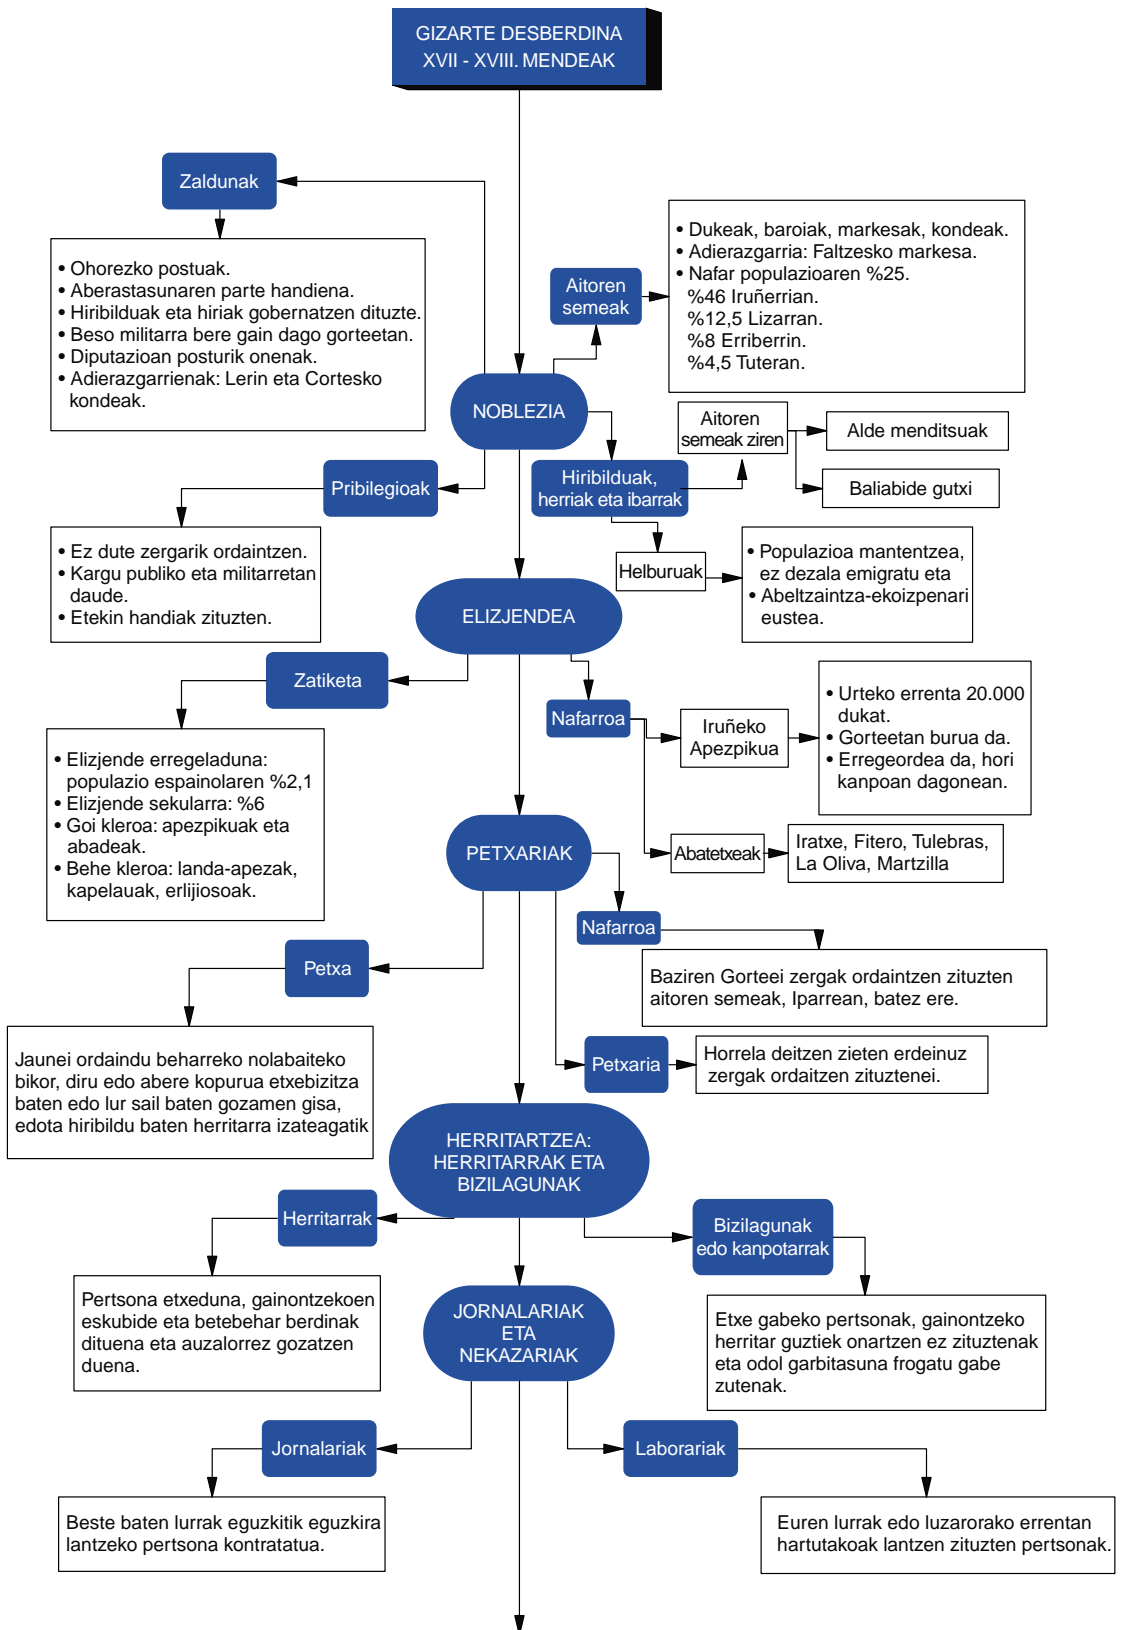 GIZARTE DESBERDINA
XVII - XVIII. MENDEAK
Zaldunak
• Ohorezko postuak.
• Aberastasunaren parte handiena.
• Hiribilduak eta hiriak gobernatzen dituzte.
• Beso militarra bere gain dago gorteetan.
• Diputazioan posturik onenak.
• Adierazgarrienak: Lerin eta Cortesko
kondeak.
Aitoren
semeak
• Dukeak, baroiak, markesak, kondeak.
• Adierazgarria: Faltzesko markesa.
• Nafar populazioaren %25.
%46 Iruñerrian.
%12,5 Lizarran.
%8 Erriberrin.
%4,5 Tuteran.
NOBLEZIA
Aitoren
semeak ziren
Alde menditsuak
Baliabide gutxi
Hiribilduak,
herriak eta ibarrak
Pribilegioak
• Ez dute zergarik ordaintzen.
• Kargu publiko eta militarretan
daude.
• Etekin handiak zituzten.
Helburuak
• Populazioa mantentzea,
ez dezala emigratu eta
• Abeltzaintza-ekoizpenari
eustea.
ELIZJENDEA
Zatiketa
• Elizjende erregeladuna:
populazio espainolaren %2,1
• Elizjende sekularra: %6
• Goi kleroa: apezpikuak eta
abadeak.
• Behe kleroa: landa-apezak,
kapelauak, erlijiosoak.
Nafarroa
Iruñeko
Apezpikua
• Urteko errenta 20.000
dukat.
• Gorteetan burua da.
• Erregeordea da, hori
kanpoan dagonean.
Abatetxeak
Iratxe, Fitero, Tulebras,
La Oliva, Martzilla
PETXARIAK
Nafarroa
Baziren Gorteei zergak ordaintzen zituzten
aitoren semeak, Iparrean, batez ere.
Petxa
Jaunei ordaindu beharreko nolabaiteko
bikor, diru edo abere kopurua etxebizitza
baten edo lur sail baten gozamen gisa,
edota hiribildu baten herritarra izateagatik
Petxaria
Horrela deitzen zieten erdeinuz
zergak ordaitzen zituztenei.
HERRITARTZEA:
HERRITARRAK ETA
BIZILAGUNAK
Herritarrak
Pertsona etxeduna, gainontzekoen
eskubide eta betebehar berdinak
dituena eta auzalorrez gozatzen
duena.
Bizilagunak
edo kanpotarrak
Etxe gabeko pertsonak, gainontzeko
herritar guztiek onartzen ez zituztenak
eta odol garbitasuna frogatu gabe
zutenak.
JORNALARIAK
ETA
NEKAZARIAK
Jornalariak
Beste baten lurrak eguzkitik eguzkira
lantzeko pertsona kontratatua.
Laborariak
Euren lurrak edo luzarorako errentan
hartutakoak lantzen zituzten pertsonak.